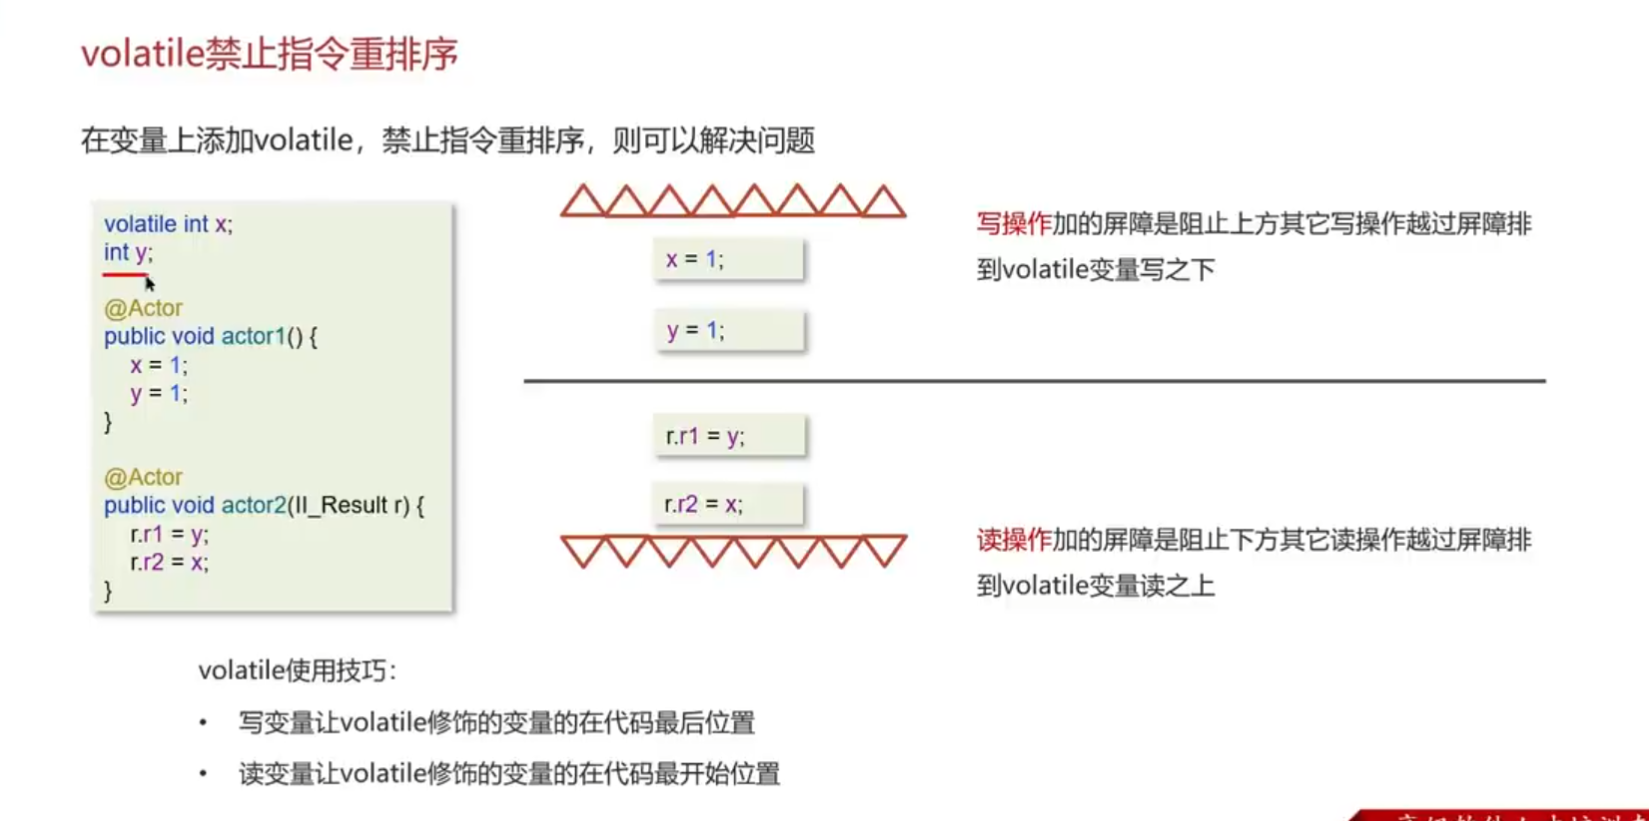 volatile禁止指令重排序
在变量上添加volatile，禁止指令重排序，则可以解决问题
volatile int x;
int y;
@Actor
public void actor1() {
x = 1;
y = 1;
}
@Actor
public void actor2(II_Result r) {
r.r1 = y;
r.r2 = x;
}
x = 1;
y = 1;
r.r1 = y;
r.r2 = x;
写操作加的屏障是阻止上方其它写操作越过屏障排
到volatile变量写之下
读操作加的屏障是阻止下方其它读操作越过屏障排
到volatile变量读之上
volatile使用技巧：
• 写变量让volatile修饰的变量的在代码最后位置
• 读变量让volatile修饰的变量的在代码最开始位置